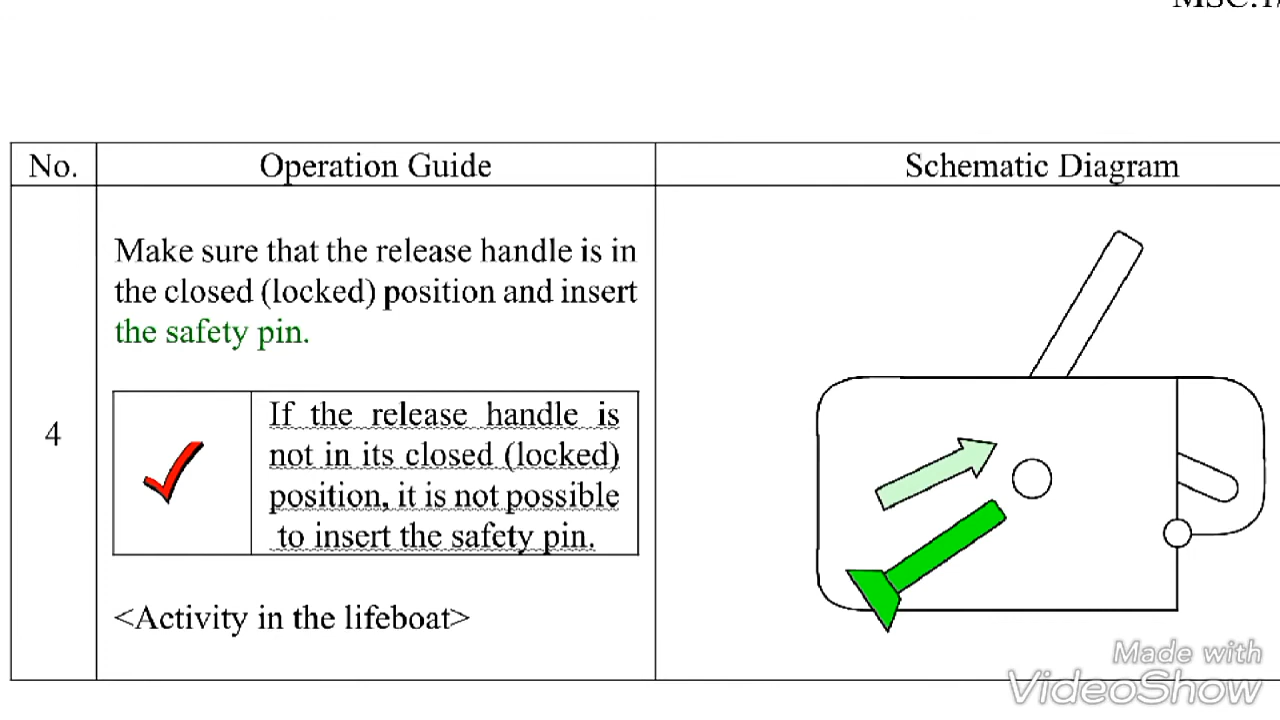 No.
Operation Guide
Schematic Diagram
Make sure that the release handle is in
the closed (locked) position and insert
the safety pin.
4
If the release handle is
not in its closed (locked)
position, it is not possible
to insert the safety pin.
<Activity in the lifeboat>
Made with
VideoShow